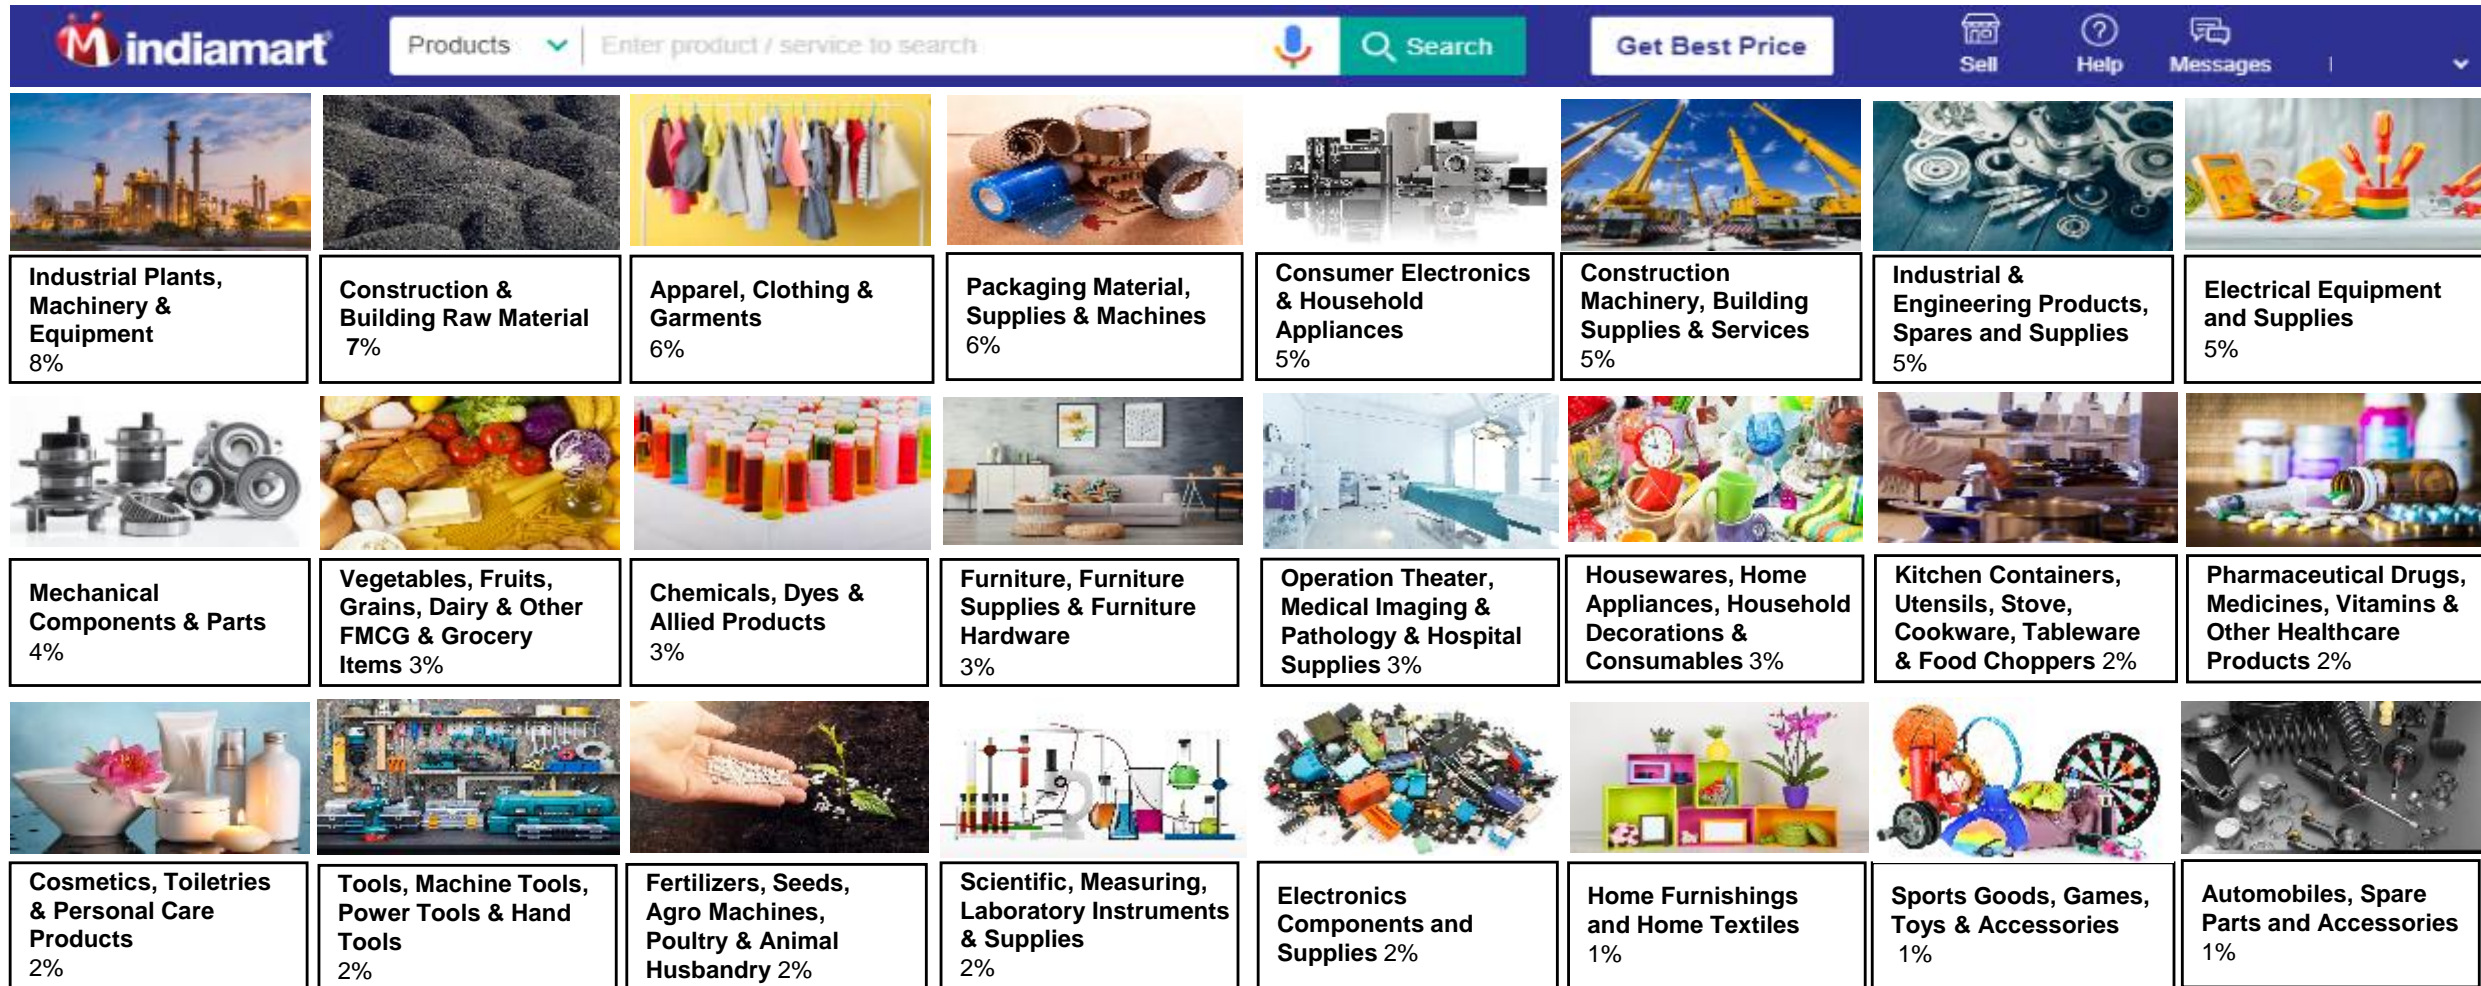 indiamart
Products
Enter product / service to search
Search
Get Best Price
Sell
Help
Messages
Industrial Plants,
Machinery &
Equipment
8%
Construction &
Building Raw Material
7%
Apparel, Clothing &
Garments
6%
Packaging Material,
Supplies & Machines
6%
Consumer Electronics
& Household
Appliances
5%
Construction
Machinery, Building
Supplies & Services
5%
Industrial &
Engineering Products,
Spares and Supplies
5%
Electrical Equipment
and Supplies
5%
Mechanical
Components & Parts
4%
Vegetables, Fruits,
Grains, Dairy & Other
FMCG & Grocery
Items 3%
Chemicals, Dyes &
Allied Products
3%
Furniture, Furniture
Supplies & Furniture
Hardware
3%
Operation Theater,
Medical Imaging &
Pathology & Hospital
Supplies 3%
Housewares, Home
Appliances, Household
Decorations &
Consumables 3%
Kitchen Containers,
Utensils, Stove,
Cookware, Tableware
& Food Choppers 2%
Pharmaceutical Drugs,
Medicines, Vitamins &
Other Healthcare
Products 2%
Cosmetics, Toiletries
& Personal Care
Products
2%
Tools, Machine Tools,
Power Tools & Hand
Tools
2%
Fertilizers, Seeds,
Agro Machines,
Poultry & Animal
Husbandry 2%
Scientific, Measuring,
Laboratory Instruments
& Supplies
2%
Electronics
Components and
Supplies 2%
Home Furnishings
and Home Textiles
1%
Sports Goods, Games,
Toys & Accessories
1%
Automobiles, Spare
Parts and Accessories
1%